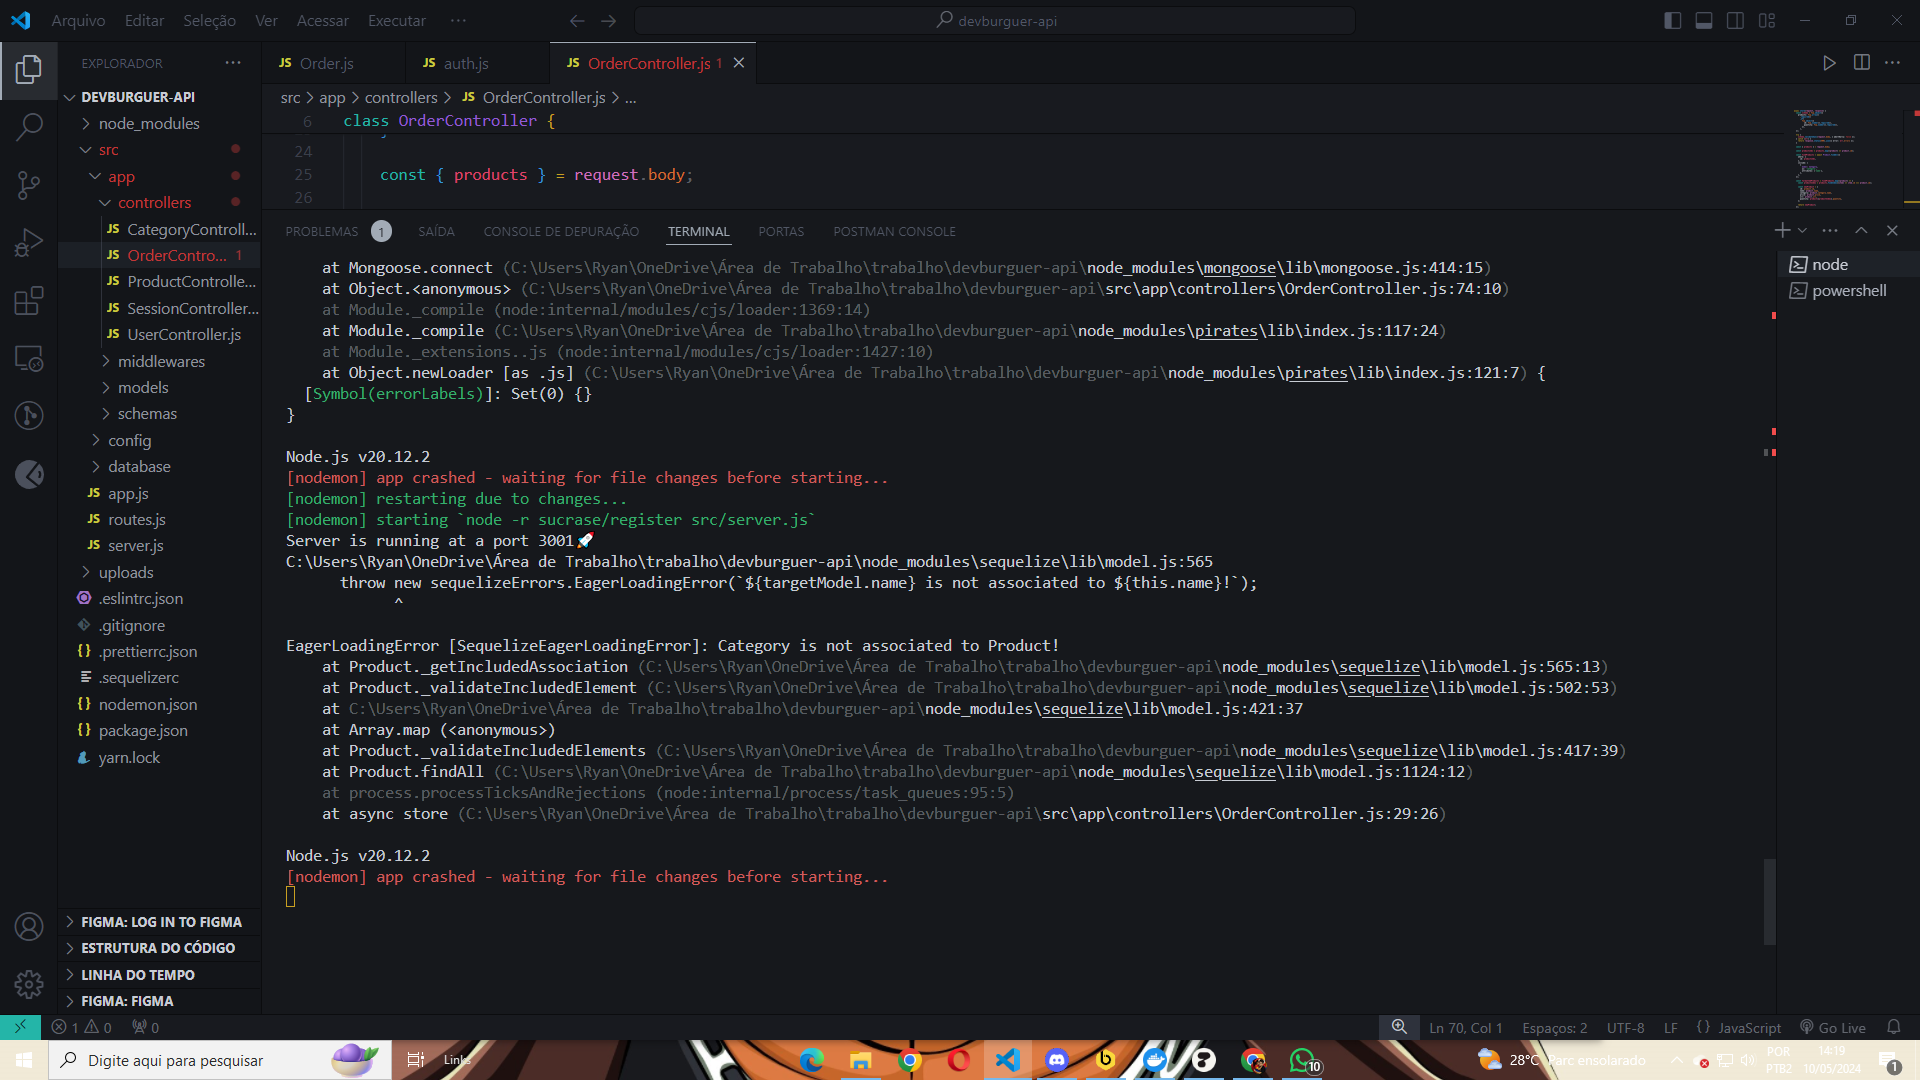 Arquivo Editar Seleção Ver Acessar Executar ···
devburguer-api
EXPLORADOR ···
DEVBURGUER-API
node_modules
src
app
controllers
JS CategoryControll...
JS OrderContro... 1
JS ProductControlle...
JS SessionController...
JS UserController.js
middlewares
models
schemas
config
database
JS app.js
JS routes.js
JS server.js
uploads
.eslintrc.json
.gitignore
{} .prettierrc.json
.sequelizerc
{} nodemon.json
{} package.json
yarn.lock
FIGMA: LOG IN TO FIGMA
ESTRUTURA DO CÓDIGO
LINHA DO TEMPO
FIGMA: FIGMA
JS Order.js JS auth.js JS OrderController.js 1
src > app > controllers > JS OrderController.js > ...
6 class OrderController {
24 }
25 const { products } = request.body;
26
PROBLEMAS 1 SAÍDA CONSOLE DE DEPURAÇÃO TERMINAL PORTAS POSTMAN CONSOLE
node
powershell
at Mongoose.connect (C:\Users\Ryan\OneDrive\Área de Trabalho\trabalho\devburguer-api\node_modules\mongoose\lib\mongoose.js:414:15)
at Object.<anonymous> (C:\Users\Ryan\OneDrive\Área de Trabalho\trabalho\devburguer-api\src\app\controllers\OrderController.js:74:10)
at Module._compile (node:internal/modules/cjs/loader:1369:14)
at Module._compile (C:\Users\Ryan\OneDrive\Área de Trabalho\trabalho\devburguer-api\node_modules\pirates\lib\index.js:117:24)
at Module._extensions..js (node:internal/modules/cjs/loader:1427:10)
at Object.newLoader [as .js] (C:\Users\Ryan\OneDrive\Área de Trabalho\trabalho\devburguer-api\node_modules\pirates\lib\index.js:121:7) {
[Symbol(errorLabels)]: Set(0) {}
}
Node.js v20.12.2
[nodemon] app crashed - waiting for file changes before starting...
[nodemon] restarting due to changes...
[nodemon] starting `node -r sucrase/register src/server.js`
Server is running at a port 3001🚀
C:\Users\Ryan\OneDrive\Área de Trabalho\trabalho\devburguer-api\node_modules\sequelize\lib\model.js:565
throw new sequelizeErrors.EagerLoadingError(`${targetModel.name} is not associated to ${this.name}!`);
^
EagerLoadingError [SequelizeEagerLoadingError]: Category is not associated to Product!
at Product._getIncludedAssociation (C:\Users\Ryan\OneDrive\Área de Trabalho\trabalho\devburguer-api\node_modules\sequelize\lib\model.js:565:13)
at Product._validateIncludedElement (C:\Users\Ryan\OneDrive\Área de Trabalho\trabalho\devburguer-api\node_modules\sequelize\lib\model.js:502:53)
at C:\Users\Ryan\OneDrive\Área de Trabalho\trabalho\devburguer-api\node_modules\sequelize\lib\model.js:421:37
at Array.map (<anonymous>)
at Product._validateIncludedElements (C:\Users\Ryan\OneDrive\Área de Trabalho\trabalho\devburguer-api\node_modules\sequelize\lib\model.js:417:39)
at Product.findAll (C:\Users\Ryan\OneDrive\Área de Trabalho\trabalho\devburguer-api\node_modules\sequelize\lib\model.js:1124:12)
at process.processTicksAndRejections (node:internal/process/task_queues:95:5)
at async store (C:\Users\Ryan\OneDrive\Área de Trabalho\trabalho\devburguer-api\src\app\controllers\OrderController.js:29:26)
Node.js v20.12.2
[nodemon] app crashed - waiting for file changes before starting...
1 0 0 Ln 70, Col 1 Espaços: 2 UTF-8 LF {} JavaScript Go Live
Digite aqui para pesquisar Links 10 28°C Parc ensolarado POR PTB2 14:19 10/05/2024 1